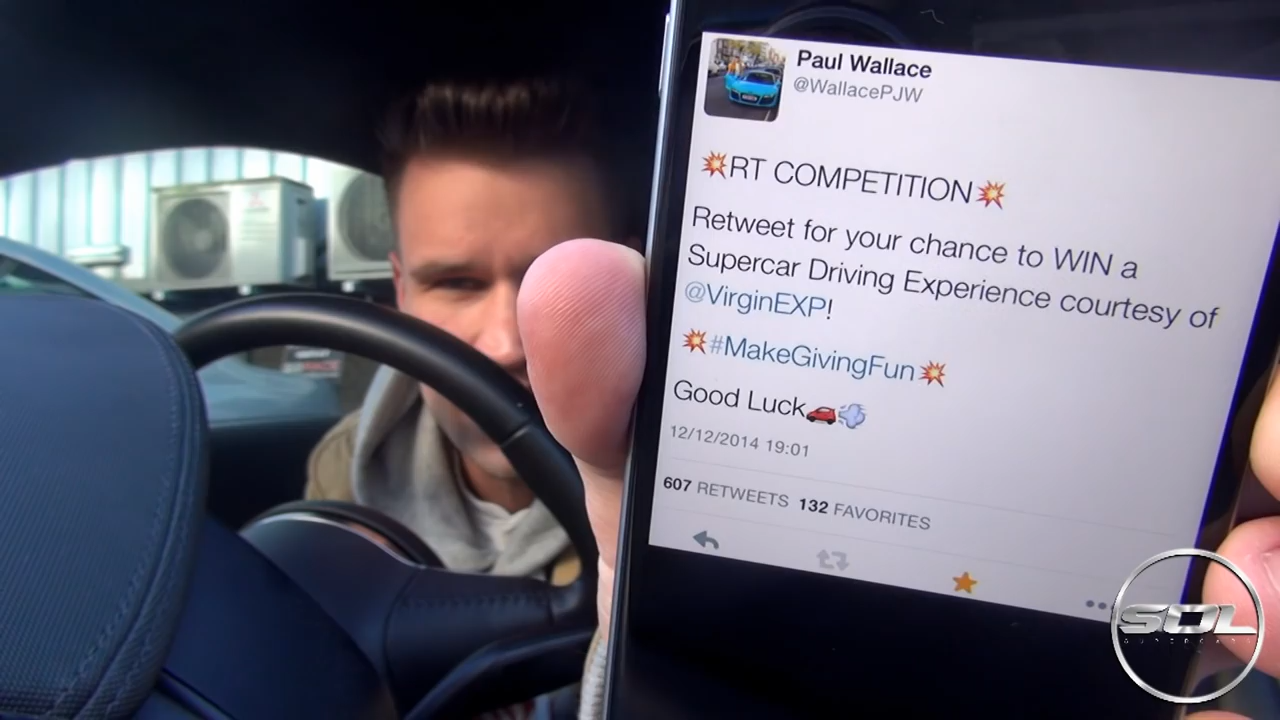 Paul Wallace
@WallacePJW
💥RT COMPETITION💥
Retweet for your chance to WIN a
Supercar Driving Experience courtesy of
@VirginEXP!
💥#MakeGivingFun💥
Good Luck🚗💨
12/12/2014 19:01
607 RETWEETS 132 FAVORITES
SOL